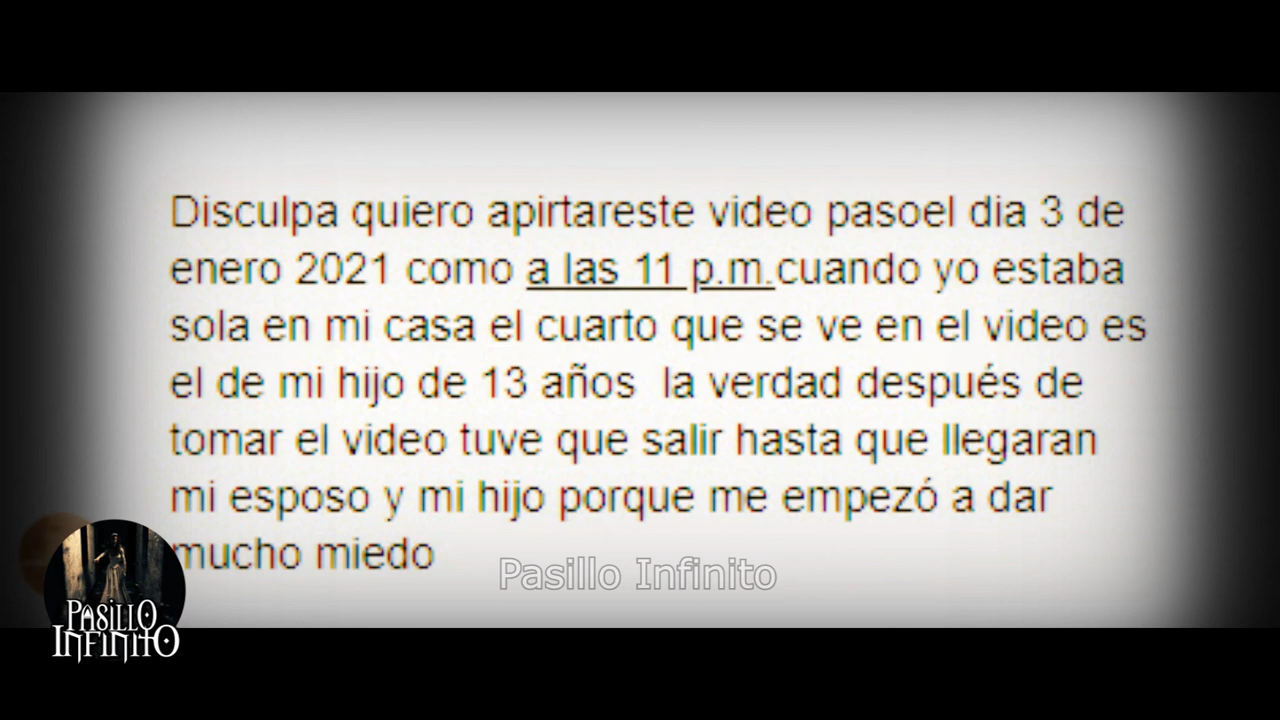 Disculpa quiero apirtareste video pasoel dia 3 de
enero 2021 como a las 11 p.m.cuando yo estaba
sola en mi casa el cuarto que se ve en el video es
el de mi hijo de 13 años  la verdad después de
tomar el video tuve que salir hasta que llegaran
mi esposo y mi hijo porque me empezó a dar
mucho miedo
Pasillo Infinito
PASILLO
INFINITO